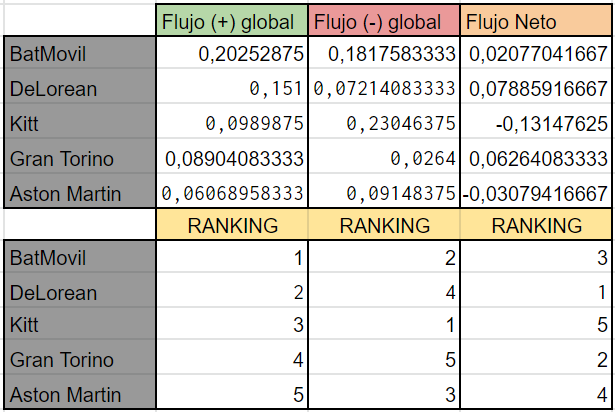 Flujo (+) global Flujo (-) global Flujo Neto
BatMovil 0,20252875 0,1817583333 0,02077041667
DeLorean 0,151 0,07214083333 0,07885916667
Kitt 0,0989875 0,23046375 -0,13147625
Gran Torino 0,08904083333 0,0264 0,06264083333
Aston Martin 0,06068958333 0,09148375 -0,03079416667
RANKING RANKING RANKING
BatMovil 1 2 3
DeLorean 2 4 1
Kitt 3 1 5
Gran Torino 4 5 2
Aston Martin 5 3 4